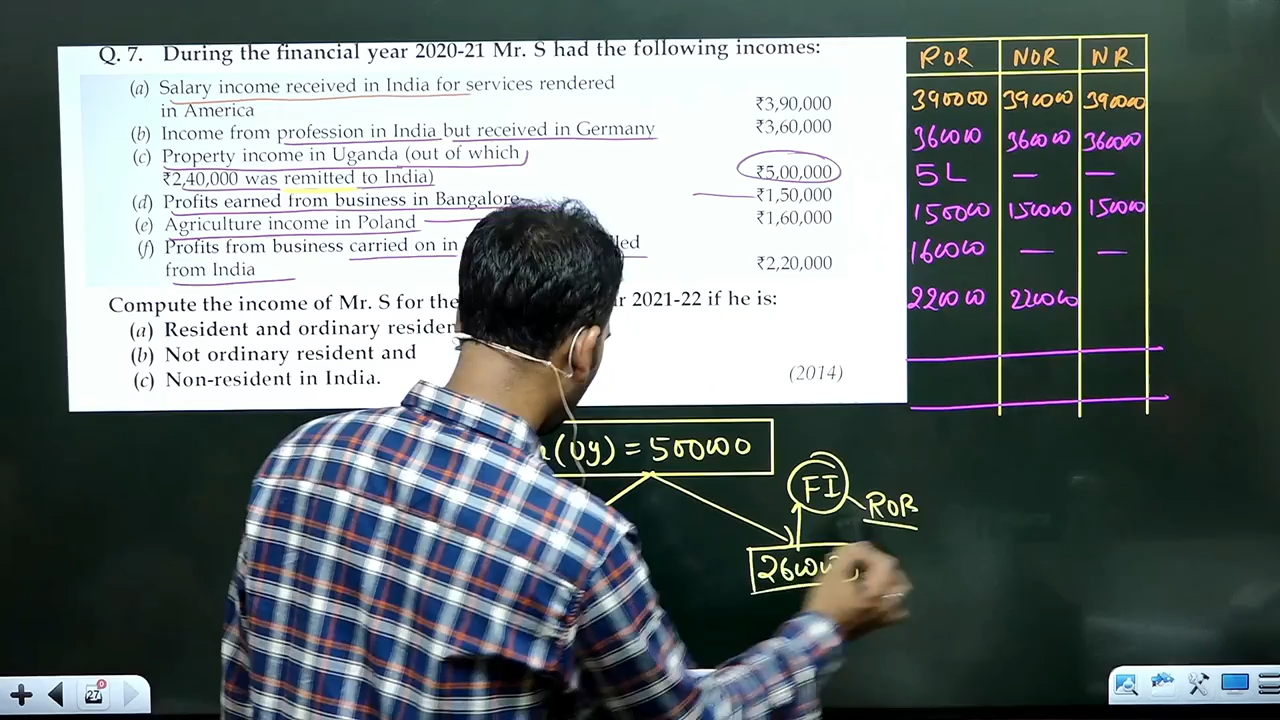 Q. 7. During the financial year 2020-21 Mr. S had the following incomes:
(a) Salary income received in India for services rendered
in America ₹3,90,000
(b) Income from profession in India but received in Germany ₹3,60,000
(c) Property income in Uganda (out of which
₹2,40,000 was remitted to India) ₹5,00,000
(d) Profits earned from business in Bangalore ₹1,50,000
(e) Agriculture income in Poland ₹1,60,000
(f) Profits from business carried on in
from India ₹2,20,000
Compute the income of Mr. S for the 2021-22 if he is:
(a) Resident and ordinary
(b) Not ordinary resident and
(c) Non-resident in India.
(2014)
ROR NOR NR
390000 390000 390000
360000 360000 360000
5L — —
150000 150000 150000
160000 — —
220000 220000
(Uy) = 500000
FI
ROR
27
0